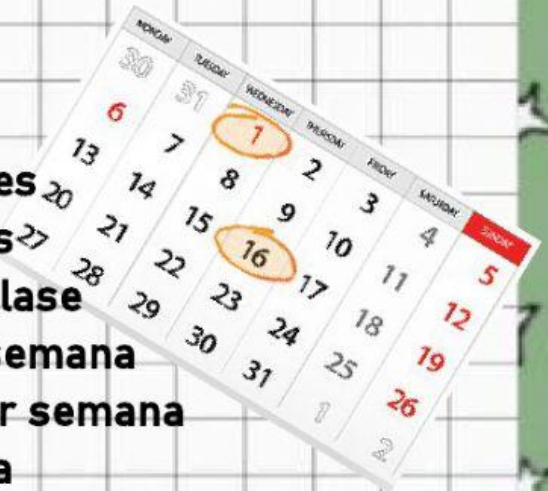 MONDAY TUESDAY WEDNESDAY THURSDAY FRIDAY SATURDAY SUNDAY
30 31 1 2 3 4 5
6 7 8 9 10 11 12
13 14 15 16 17 18 19
20 21 22 23 24 25 26
27 28 29 30 31 1 2
es
s
lase
semana
r semana
a